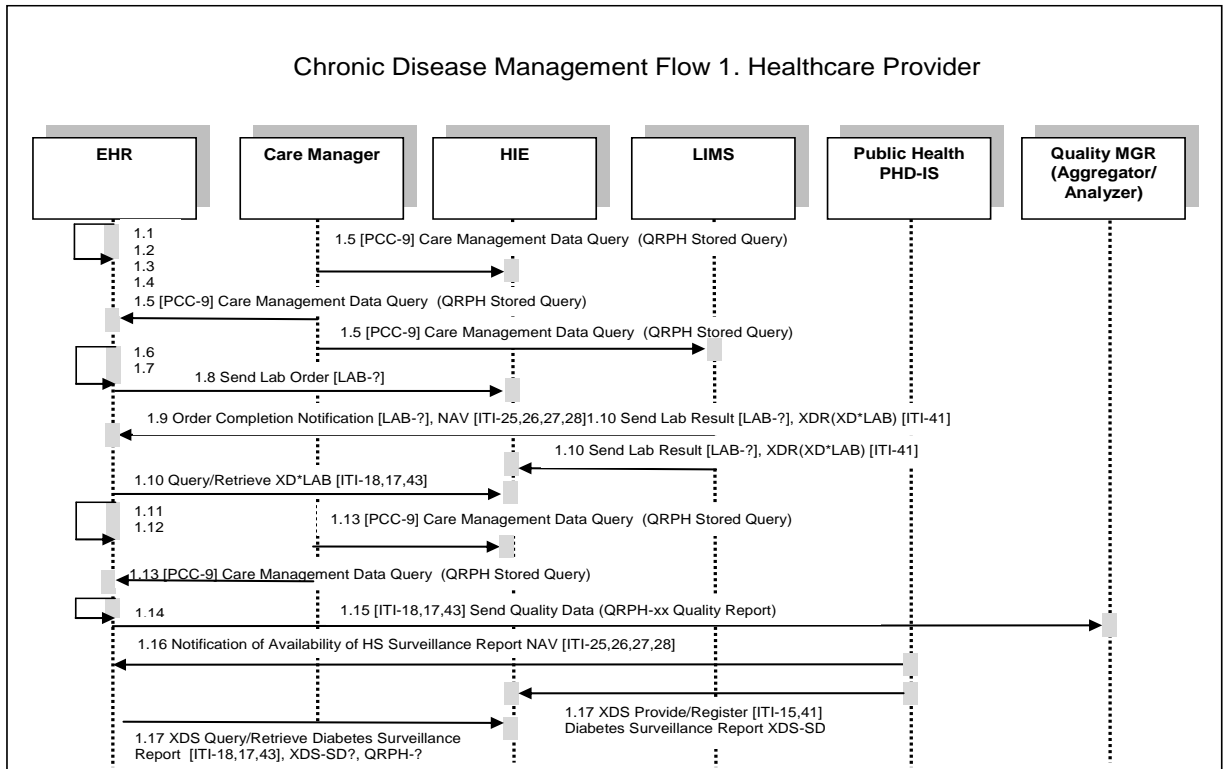 Chronic Disease Management Flow 1. Healthcare Provider
EHR
Care Manager
HIE
LIMS
Public Health
PHD-IS
Quality MGR
(Aggregator/
Analyzer)
1.1
1.2
1.3
1.4
1.5 [PCC-9] Care Management Data Query (QRPH Stored Query)
1.5 [PCC-9] Care Management Data Query (QRPH Stored Query)
1.5 [PCC-9] Care Management Data Query (QRPH Stored Query)
1.6
1.7
1.8 Send Lab Order [LAB-?]
1.9 Order Completion Notification [LAB-?], NAV [ITI-25,26,27,28]1.10 Send Lab Result [LAB-?], XDR(XD*LAB) [ITI-41]
1.10 Send Lab Result [LAB-?], XDR(XD*LAB) [ITI-41]
1.10 Query/Retrieve XD*LAB [ITI-18,17,43]
1.11
1.12
1.13 [PCC-9] Care Management Data Query (QRPH Stored Query)
1.13 [PCC-9] Care Management Data Query (QRPH Stored Query)
1.14
1.15 [ITI-18,17,43] Send Quality Data (QRPH-xx Quality Report)
1.16 Notification of Availability of HS Surveillance Report NAV [ITI-25,26,27,28]
1.17 XDS Provide/Register [ITI-15,41]
Diabetes Surveillance Report XDS-SD
1.17 XDS Query/Retrieve Diabetes Surveillance
Report [ITI-18,17,43], XDS-SD?, QRPH-?